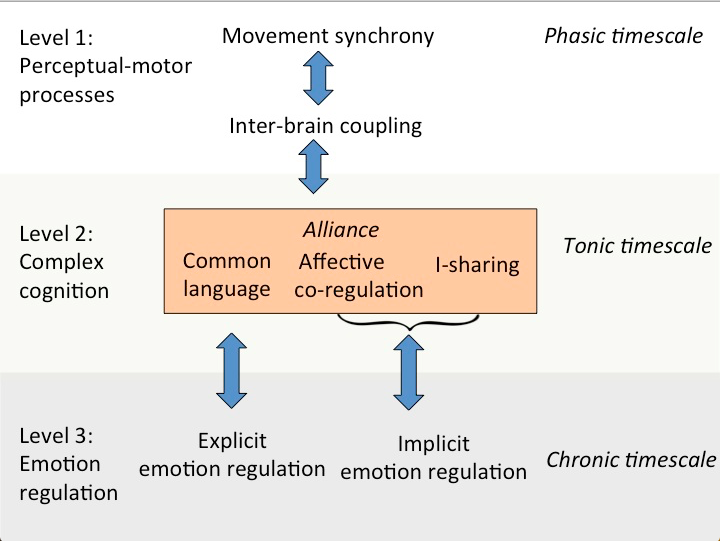 Level 1:
Perceptual-motor
processes
Movement synchrony
Phasic timescale
Inter-brain coupling
Level 2:
Complex
cognition
Alliance
Common
language
Affective
co-regulation
I-sharing
Tonic timescale
Level 3:
Emotion
regulation
Explicit
emotion regulation
Implicit
emotion regulation
Chronic timescale